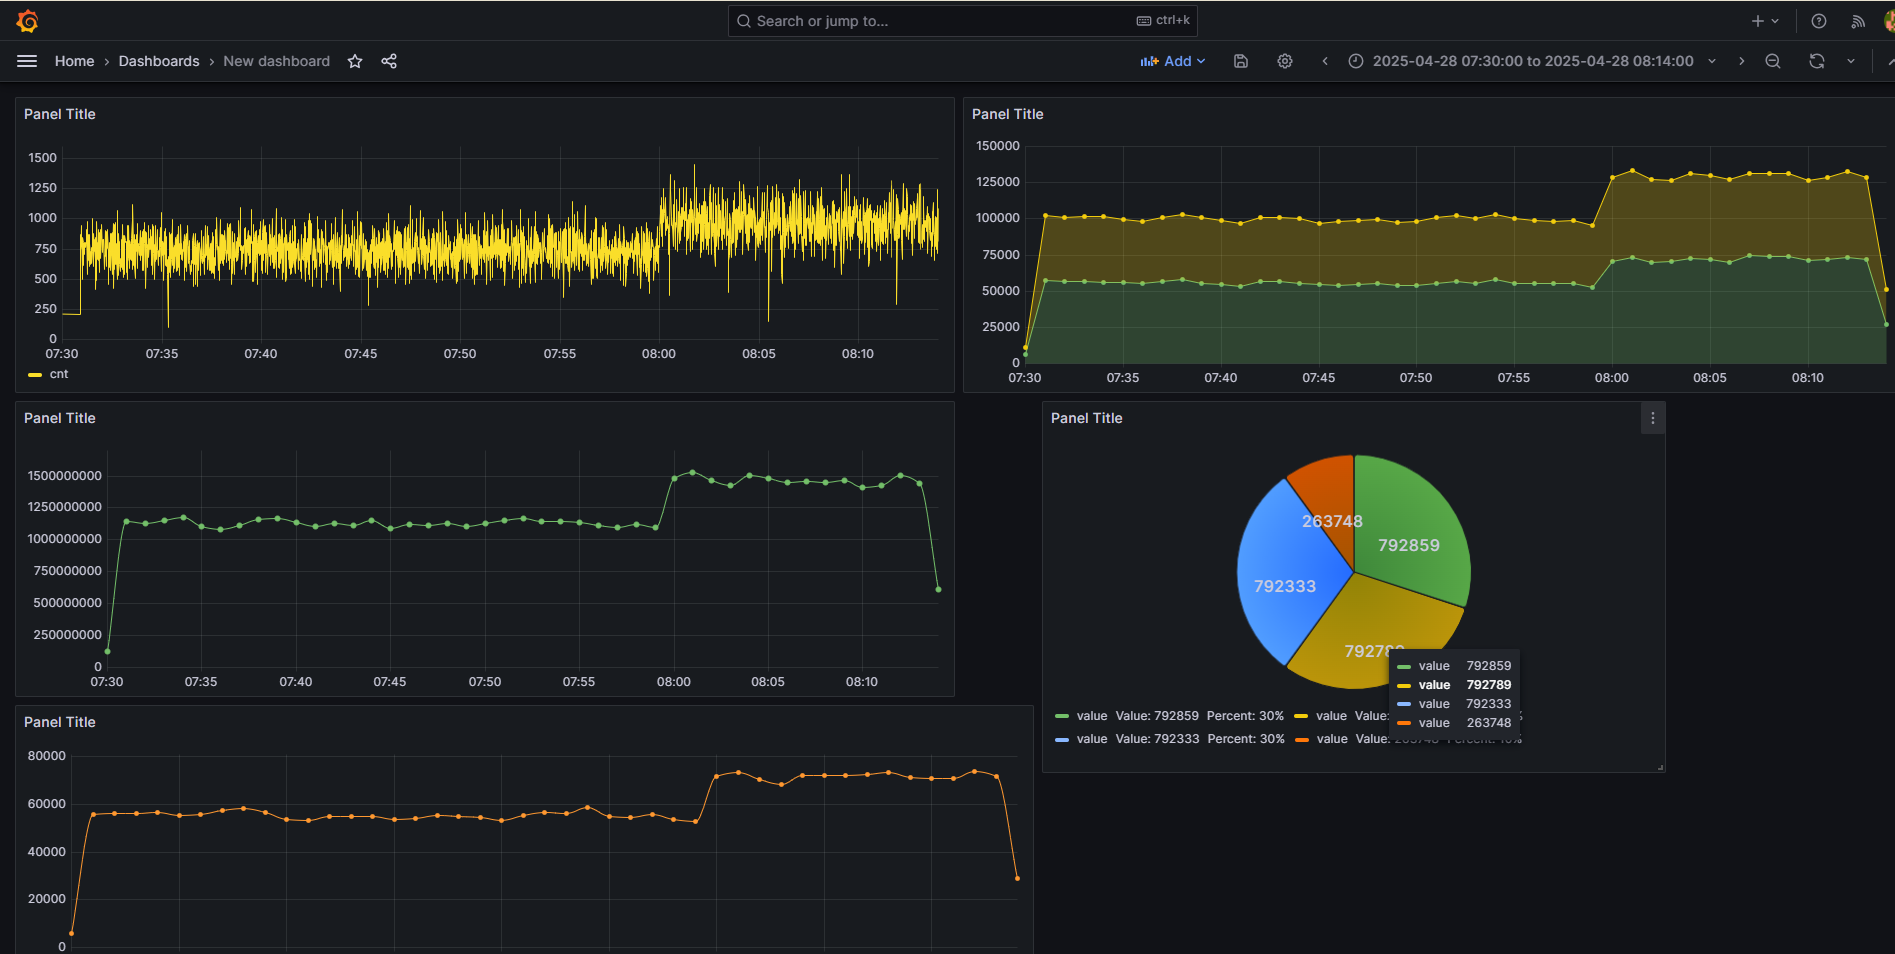 Search or jump to...
ctrl+k
Home › Dashboards › New dashboard
Add
2025-04-28 07:30:00 to 2025-04-28 08:14:00
Panel Title
1500
1250
1000
750
500
250
0
07:30 07:35 07:40 07:45 07:50 07:55 08:00 08:05 08:10
cnt
Panel Title
150000
125000
100000
75000
50000
25000
0
07:30 07:35 07:40 07:45 07:50 07:55 08:00 08:05 08:10
Panel Title
1500000000
1250000000
1000000000
750000000
500000000
250000000
0
07:30 07:35 07:40 07:45 07:50 07:55 08:00 08:05 08:10
Panel Title
263748
792859
792333
79278
value 792859
value 792789
value 792333
value 263748
value Value: 792859 Percent: 30% value Value: %
value Value: 792333 Percent: 30% value Value: 263748 Percent: 10%
Panel Title
80000
60000
40000
20000
0